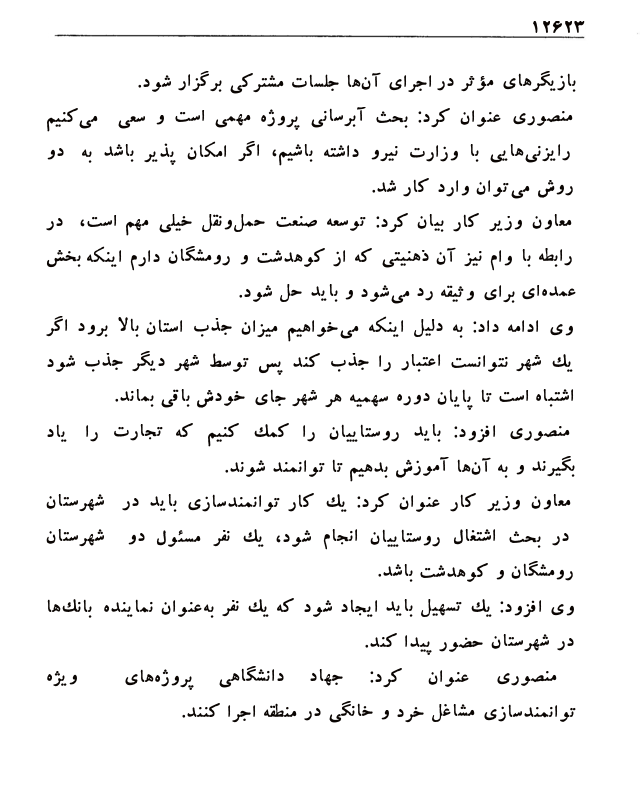 ۱۲۶۲۳
بازیگرهای مؤثر در اجرای آن‌ها جلسات مشترکی برگزار شود.
منصوری عنوان کرد: بحث آبرسانی پروژه مهمی است و سعی می‌کنیم
رایزنی‌هایی با وزارت نیرو داشته باشیم، اگر امکان پذیر باشد به دو
روش می‌توان وارد کار شد.
معاون وزیر کار بیان کرد: توسعه صنعت حمل‌ونقل خیلی مهم است، در
رابطه با وام نیز آن ذهنیتی که از کوهدشت و رومشگان دارم اینکه بخش
عمده‌ای برای وثیقه رد می‌شود و باید حل شود.
وی ادامه داد: به دلیل اینکه می‌خواهیم میزان جذب استان بالا برود اگر
یك شهر نتوانست اعتبار را جذب کند پس توسط شهر دیگر جذب شود
اشتباه است تا پایان دوره سهمیه هر شهر جای خودش باقی بماند.
منصوری افزود: باید روستاییان را کمك کنیم که تجارت را یاد
بگیرند و به آن‌ها آموزش بدهیم تا توانمند شوند.
معاون وزیر کار عنوان کرد: یك کار توانمندسازی باید در شهرستان
در بحث اشتغال روستاییان انجام شود، یك نفر مسئول دو شهرستان
رومشگان و کوهدشت باشد.
وی افزود: یك تسهیل باید ایجاد شود که یك نفر به‌عنوان نماینده بانك‌ها
در شهرستان حضور پیدا کند.
منصوری عنوان کرد: جهاد دانشگاهی پروژه‌های ویژه
توانمندسازی مشاغل خرد و خانگی در منطقه اجرا کنند.